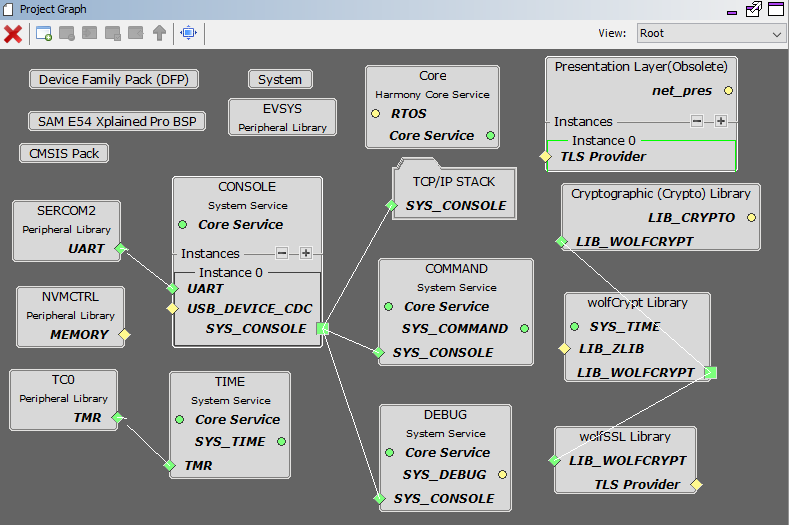 Project Graph
View:
Root
Device Family Pack (DFP)
System
SAM E54 Xplained Pro BSP
EVSYS
Peripheral Library
CMSIS Pack
Core
Harmony Core Service
RTOS
Core Service
Presentation Layer(Obsolete)
net_pres
Instances
Instance 0
TLS Provider
SERCOM2
Peripheral Library
UART
CONSOLE
System Service
Core Service
Instances
Instance 0
UART
USB_DEVICE_CDC
SYS_CONSOLE
TCP/IP STACK
SYS_CONSOLE
Cryptographic (Crypto) Library
LIB_CRYPTO
LIB_WOLFCRYPT
NVMCTRL
Peripheral Library
MEMORY
COMMAND
System Service
Core Service
SYS_COMMAND
SYS_CONSOLE
wolfCrypt Library
SYS_TIME
LIB_ZLIB
LIB_WOLFCRYPT
TC0
Peripheral Library
TMR
TIME
System Service
Core Service
SYS_TIME
TMR
DEBUG
System Service
Core Service
SYS_DEBUG
SYS_CONSOLE
wolfSSL Library
LIB_WOLFCRYPT
TLS Provider